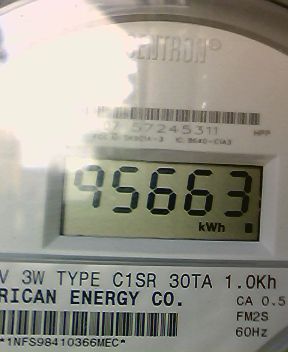 CENTRON®
57245311
95663
kWh
V 3W TYPE C1SR 30TA 1.0Kh
RICAN ENERGY CO. CA 0.5
FM2S
*1NFS98410366MEC* 60Hz